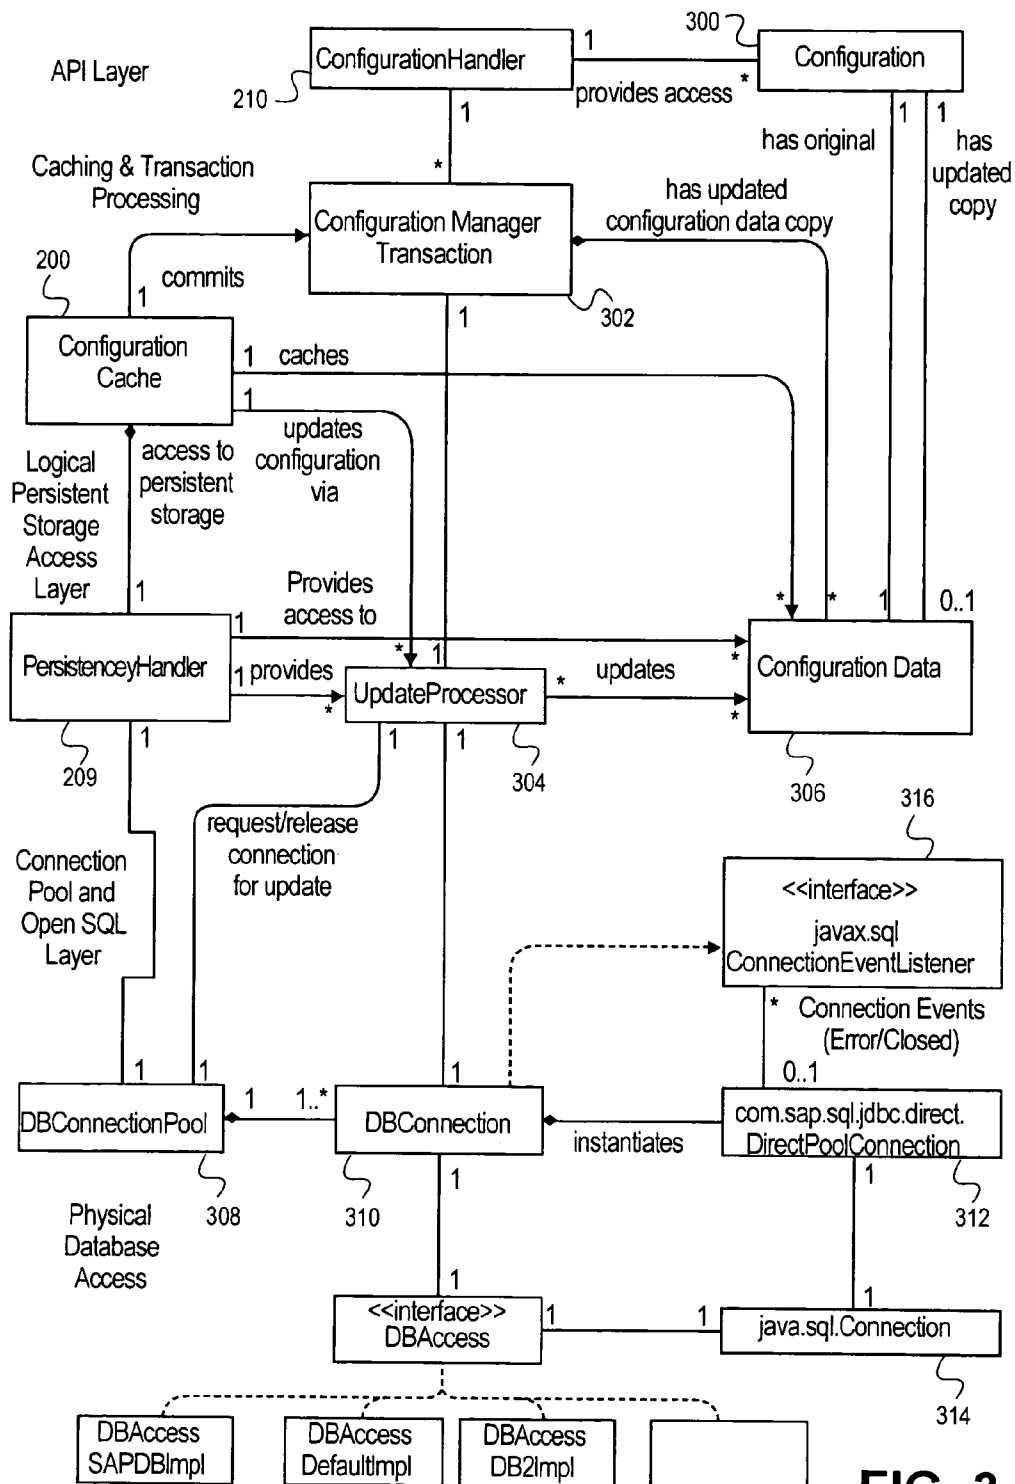 300
1
ConfigurationHandler
Configuration
API Layer
210
1
provides access
*
1
1
has original
has
updated
copy
*
Caching & Transaction
Processing
has updated
configuration data copy
Configuration Manager
Transaction
200
commits
1
302
1
Configuration
Cache
1
caches
1
updates
configuration
via
access to
persistent
storage
Logical
Persistent
Storage
Access
Layer
1
Provides
access to
*
*
1
0..1
1
*
PersistenceyHandler
*
1
Configuration Data
1
provides
*
UpdateProcessor
*
updates
*
1
1
1
209
304
306
316
request/release
connection
for update
Connection
Pool and
Open SQL
Layer
<<interface>>
javax.sql
ConnectionEventListener
*
Connection Events
(Error/Closed)
0..1
1
1
1
DBConnectionPool
1
1..*
DBConnection
instantiates
com.sap.sql.jdbc.direct.
DirectPoolConnection
1
1
308
310
312
Physical
Database
Access
1
1
<<interface>>
DBAccess
1
1
java.sql.Connection
314
DBAccess
SAPDBImpl
DBAccess
DefaultImpl
DBAccess
DB2Impl